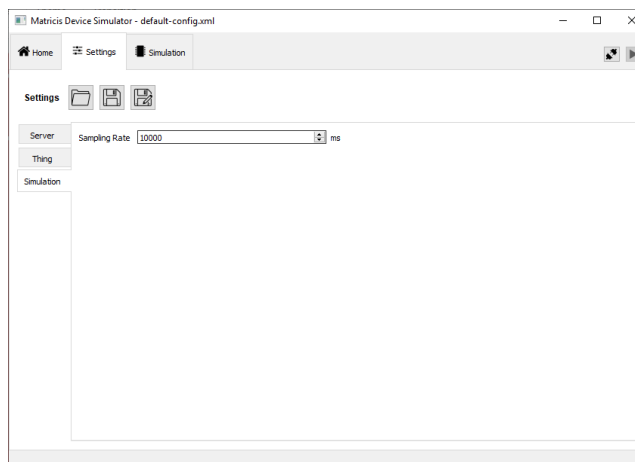 Matricis Device Simulator - default-config.xml
Home Settings Simulation
Settings
Server
Sampling Rate 10000 ms
Thing
Simulation